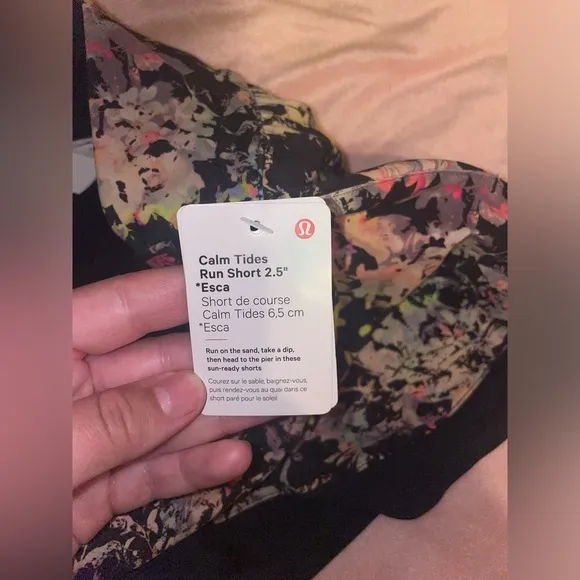 Calm Tides
Run Short 2.5"
*Esca
Short de course
Calm Tides 6,5 cm
*Esca
Run on the sand, take a dip,
then head to the pier in these
sun-ready shorts
Courez sur le sable, baignez-vous,
puis rendez-vous au quai dans ce
short paré pour le soleil